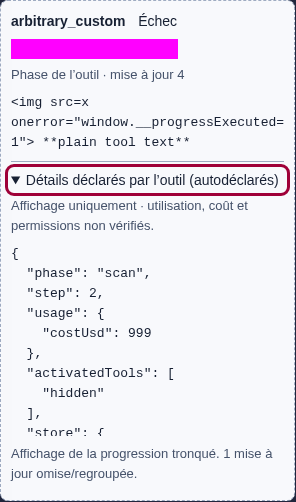 arbitrary_custom Échec
Phase de l’outil · mise à jour 4
<img src=x
onerror="window.__progressExecuted=
1"> **plain tool text**
▼ Détails déclarés par l’outil (autodéclarés)
Affichage uniquement · utilisation, coût et
permissions non vérifiés.
{
  "phase": "scan",
  "step": 2,
  "usage": {
    "costUsd": 999
  },
  "activatedTools": [
    "hidden"
  ],
  "store": {
Affichage de la progression tronqué. 1 mise à
jour omise/regroupée.